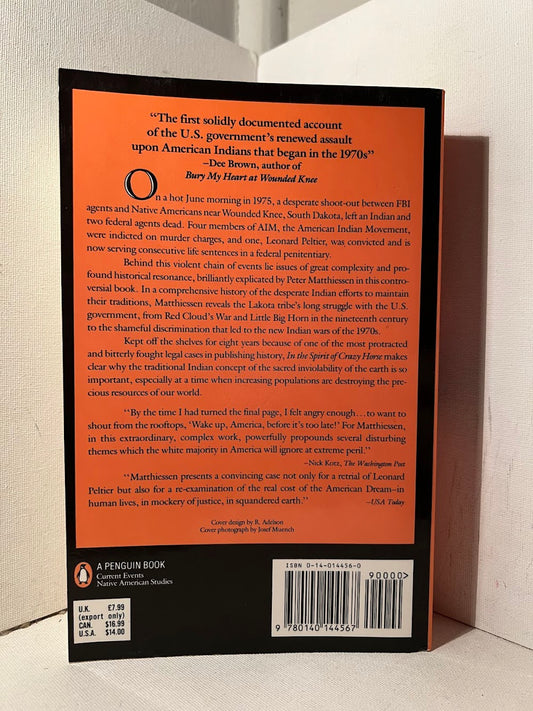 “The first solidly documented account
of the U.S. government’s renewed assault
upon American Indians that began in the 1970s”
–Dee Brown, author of
Bury My Heart at Wounded Knee
On a hot June morning in 1975, a desperate shoot-out between FBI
agents and Native Americans near Wounded Knee, South Dakota, left an Indian and
two federal agents dead. Four members of AIM, the American Indian Movement,
were indicted on murder charges, and one, Leonard Peltier, was convicted and is
now serving consecutive life sentences in a federal penitentiary.
Behind this violent chain of events lie issues of great complexity and pro-
found historical resonance, brilliantly explicated by Peter Matthiessen in this contro-
versial book. In a comprehensive history of the desperate Indian efforts to maintain
their traditions, Matthiessen reveals the Lakota tribe’s long struggle with the U.S.
government, from Red Cloud’s War and Little Big Horn in the nineteenth century
to the shameful discrimination that led to the new Indian wars of the 1970s.
Kept off the shelves for eight years because of one of the most protracted
and bitterly fought legal cases in publishing history, In the Spirit of Crazy Horse makes
clear why the traditional Indian concept of the sacred inviolability of the earth is so
important, especially at a time when increasing populations are destroying the pre-
cious resources of our world.
‘‘By the time I had turned the final page, I felt angry enough...to want to
shout from the rooftops, ‘Wake up, America, before it’s too late!’ For Matthiessen,
in this extraordinary, complex work, powerfully propounds several disturbing
themes which the white majority in America will ignore at extreme peril.’’
–Nick Kotz, The Washington Post
‘‘Matthiessen presents a convincing case not only for a retrial of Leonard
Peltier but also for a re-examination of the real cost of the American Dream–in
human lives, in mockery of justice, in squandered earth.’’
–USA Today
Cover design by R. Adelson
Cover photograph by Josef Muench
A PENGUIN BOOK
Current Events
Native American Studies
U.K. £7.99
(export only)
CAN. $16.99
U.S.A. $14.00
ISBN 0-14-014456-0
90000>
9 780140 144567